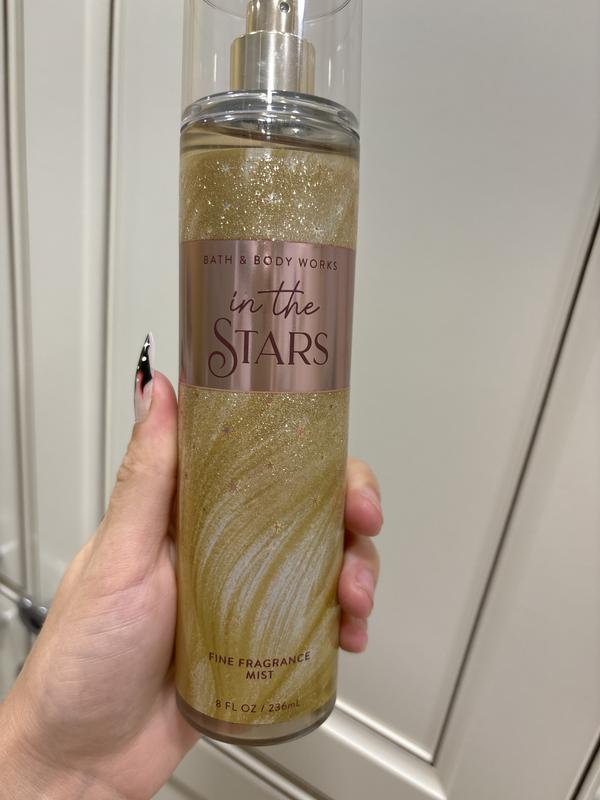 BATH & BODY WORKS
in the
STARS
FINE FRAGRANCE
MIST
8 FL OZ / 236mL